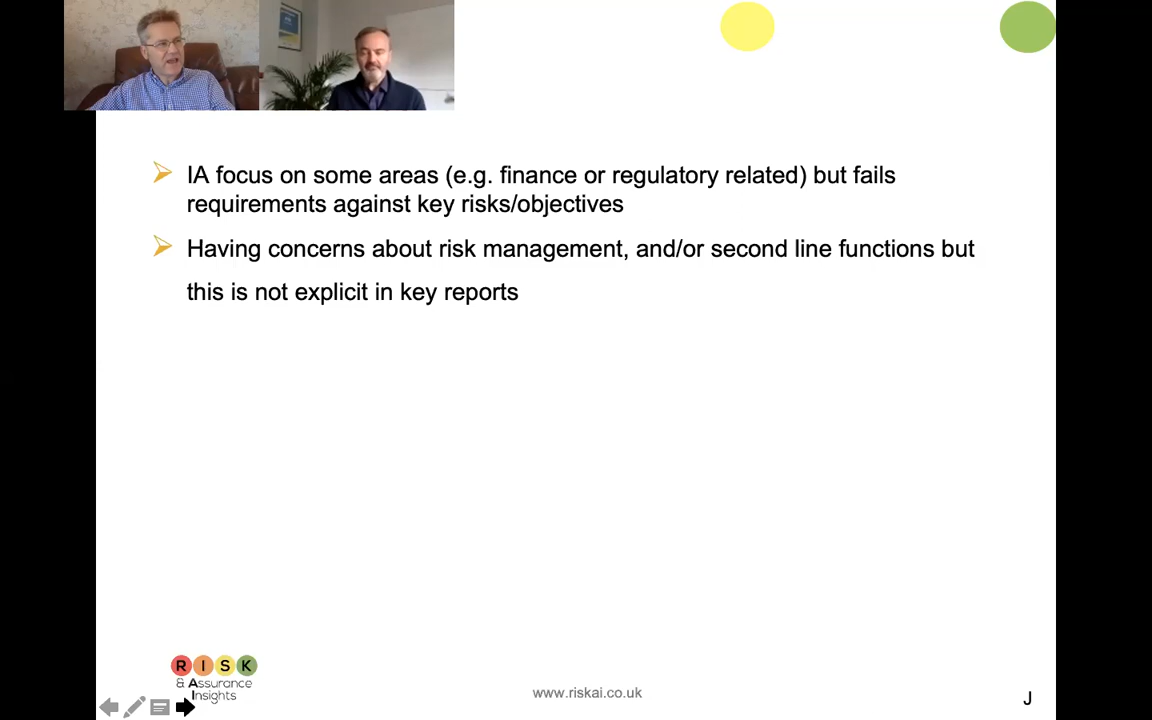 IA focus on some areas (e.g. finance or regulatory related) but fails
requirements against key risks/objectives
Having concerns about risk management, and/or second line functions but
this is not explicit in key reports
RISK
& Assurance
Insights
www.riskai.co.uk
J